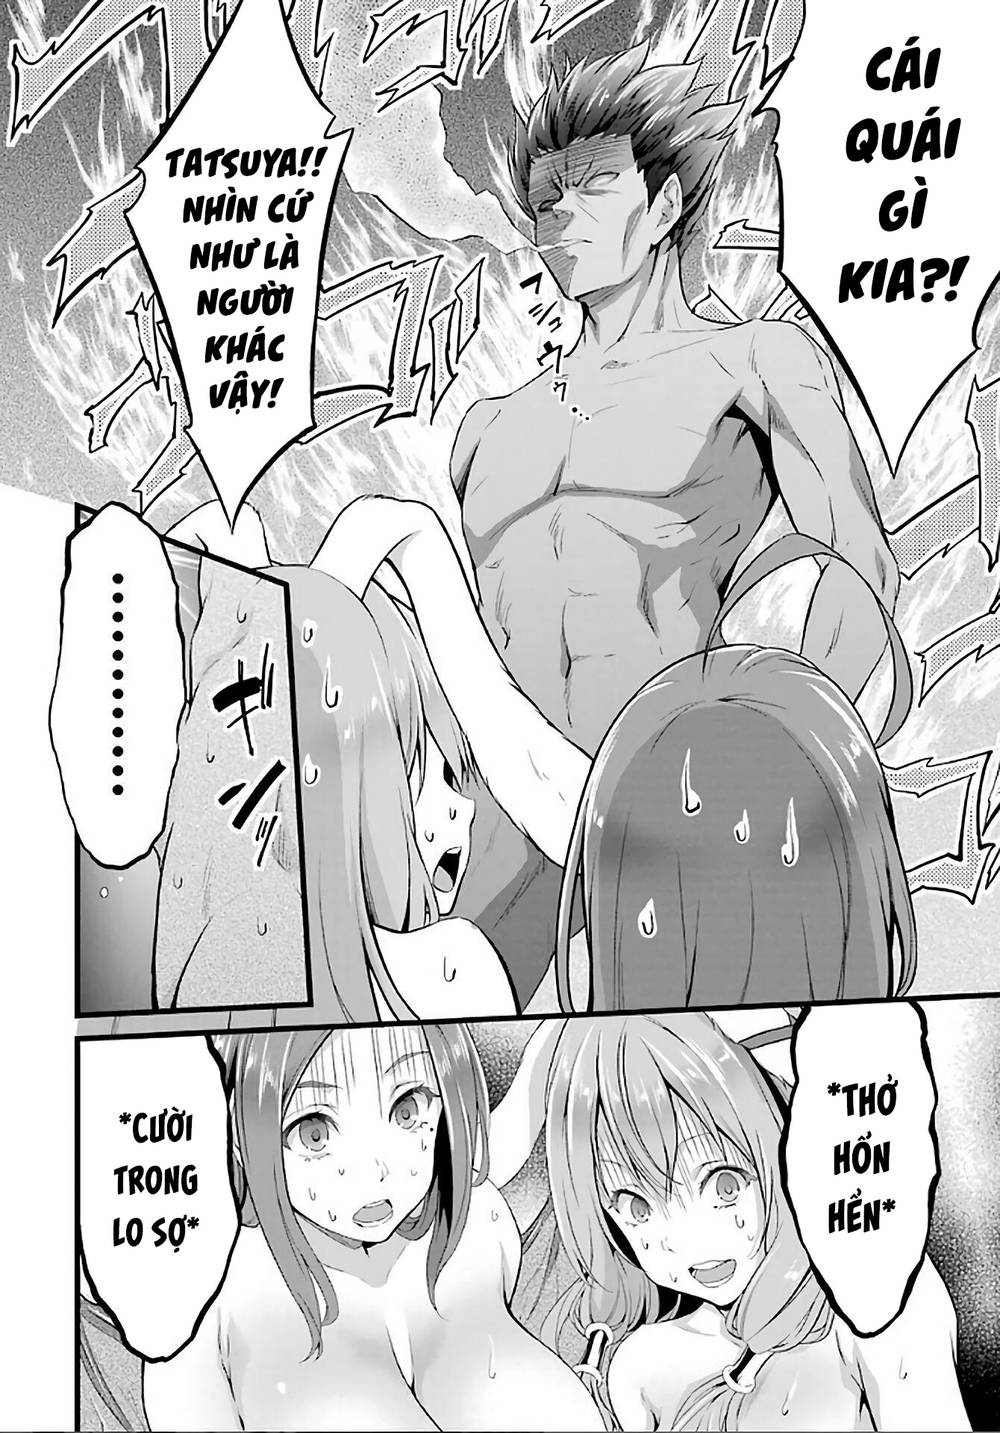 CÁI
QUÁI
GÌ
KIA?!
TATSUYA!!
NHÌN CỨ
NHƯ LÀ
NGƯỜI
KHÁC
VẬY!
............
*THỞ
HỔN
HỂN*
*CƯỜI
TRONG
LO SỢ*